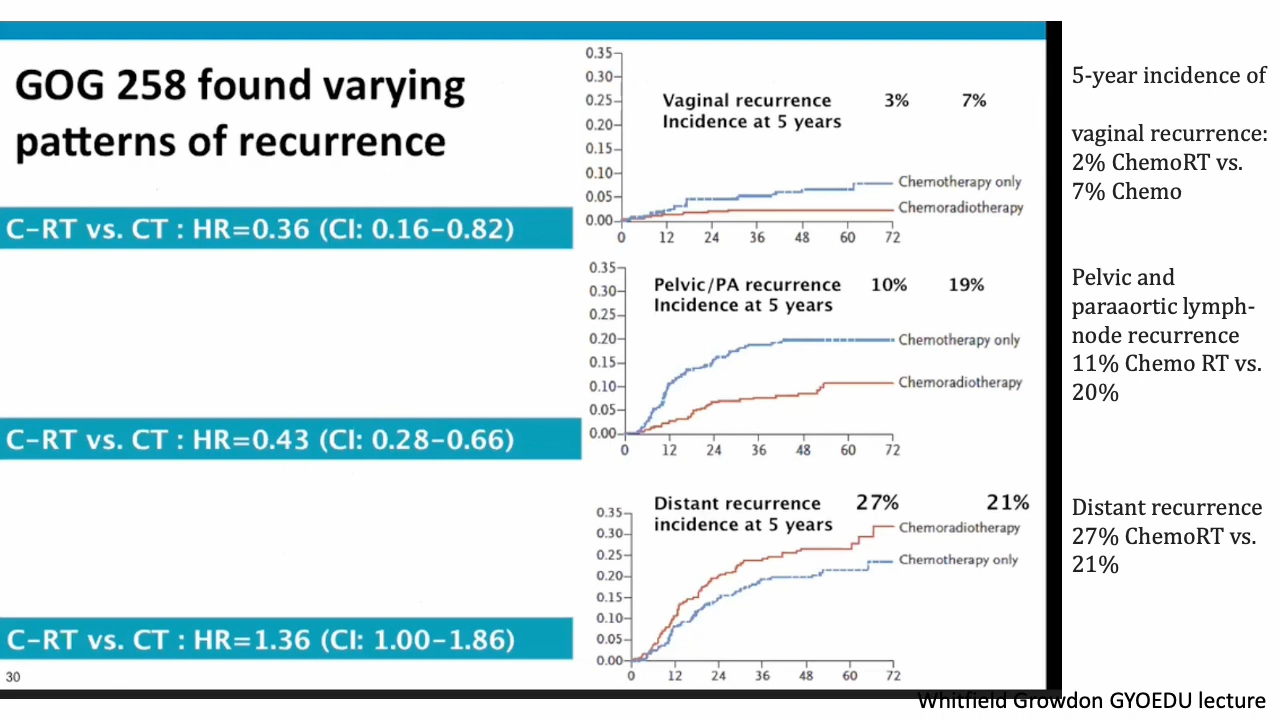 GOG 258 found varying
patterns of recurrence
C-RT vs. CT : HR=0.36 (CI: 0.16-0.82)
C-RT vs. CT : HR=0.43 (CI: 0.28-0.66)
C-RT vs. CT : HR=1.36 (CI: 1.00-1.86)
30
0.35
0.30
0.25
0.20
0.15
0.10
0.05
0.00
Vaginal recurrence 3% 7%
Incidence at 5 years
Chemotherapy only
Chemoradiotherapy
0 12 24 36 48 60 72
0.35
0.30
0.25
0.20
0.15
0.10
0.05
0.00
Pelvic/PA recurrence 10% 19%
Incidence at 5 years
Chemotherapy only
Chemoradiotherapy
0 12 24 36 48 60 72
0.35
0.30
0.25
0.20
0.15
0.10
0.05
0.00
Distant recurrence 27% 21%
incidence at 5 years
Chemoradiotherapy
Chemotherapy only
0 12 24 36 48 60 72
5-year incidence of
vaginal recurrence:
2% ChemoRT vs.
7% Chemo
Pelvic and
paraaortic lymph-
node recurrence
11% Chemo RT vs.
20%
Distant recurrence
27% ChemoRT vs.
21%
Whitfield Growdon GYOEDU lecture